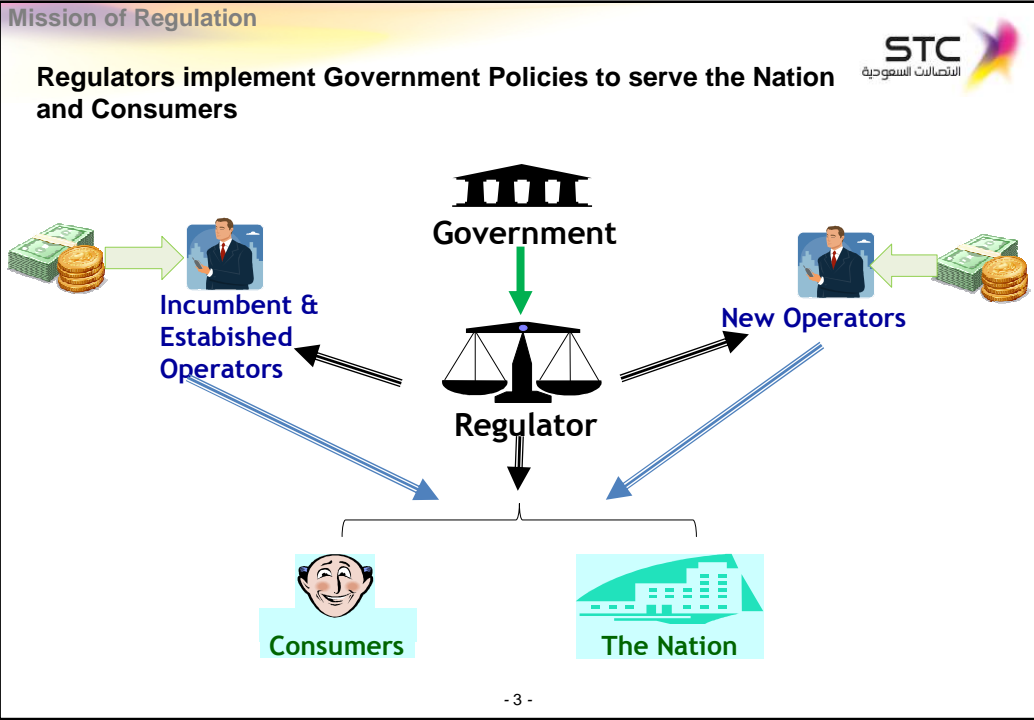 Mission of Regulation
STC
الاتصالات السعودية
Regulators implement Government Policies to serve the Nation
and Consumers
Government
Incumbent &
Estabished
Operators
New Operators
Regulator
Consumers
The Nation
- 3 -